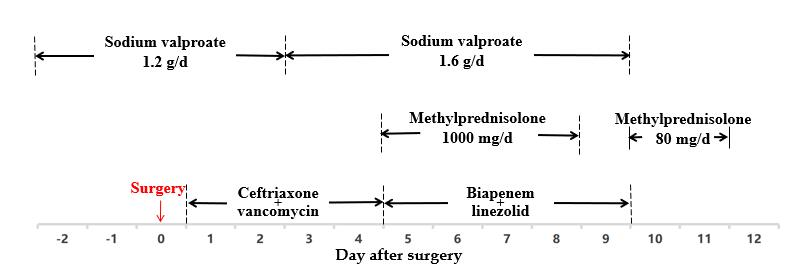 Sodium valproate
1.2 g/d
Sodium valproate
1.6 g/d
Methylprednisolone
1000 mg/d
Methylprednisolone
80 mg/d
Surgery
Ceftriaxone
+
vancomycin
Biapenem
+
linezolid
-2 -1 0 1 2 3 4 5 6 7 8 9 10 11 12
Day after surgery